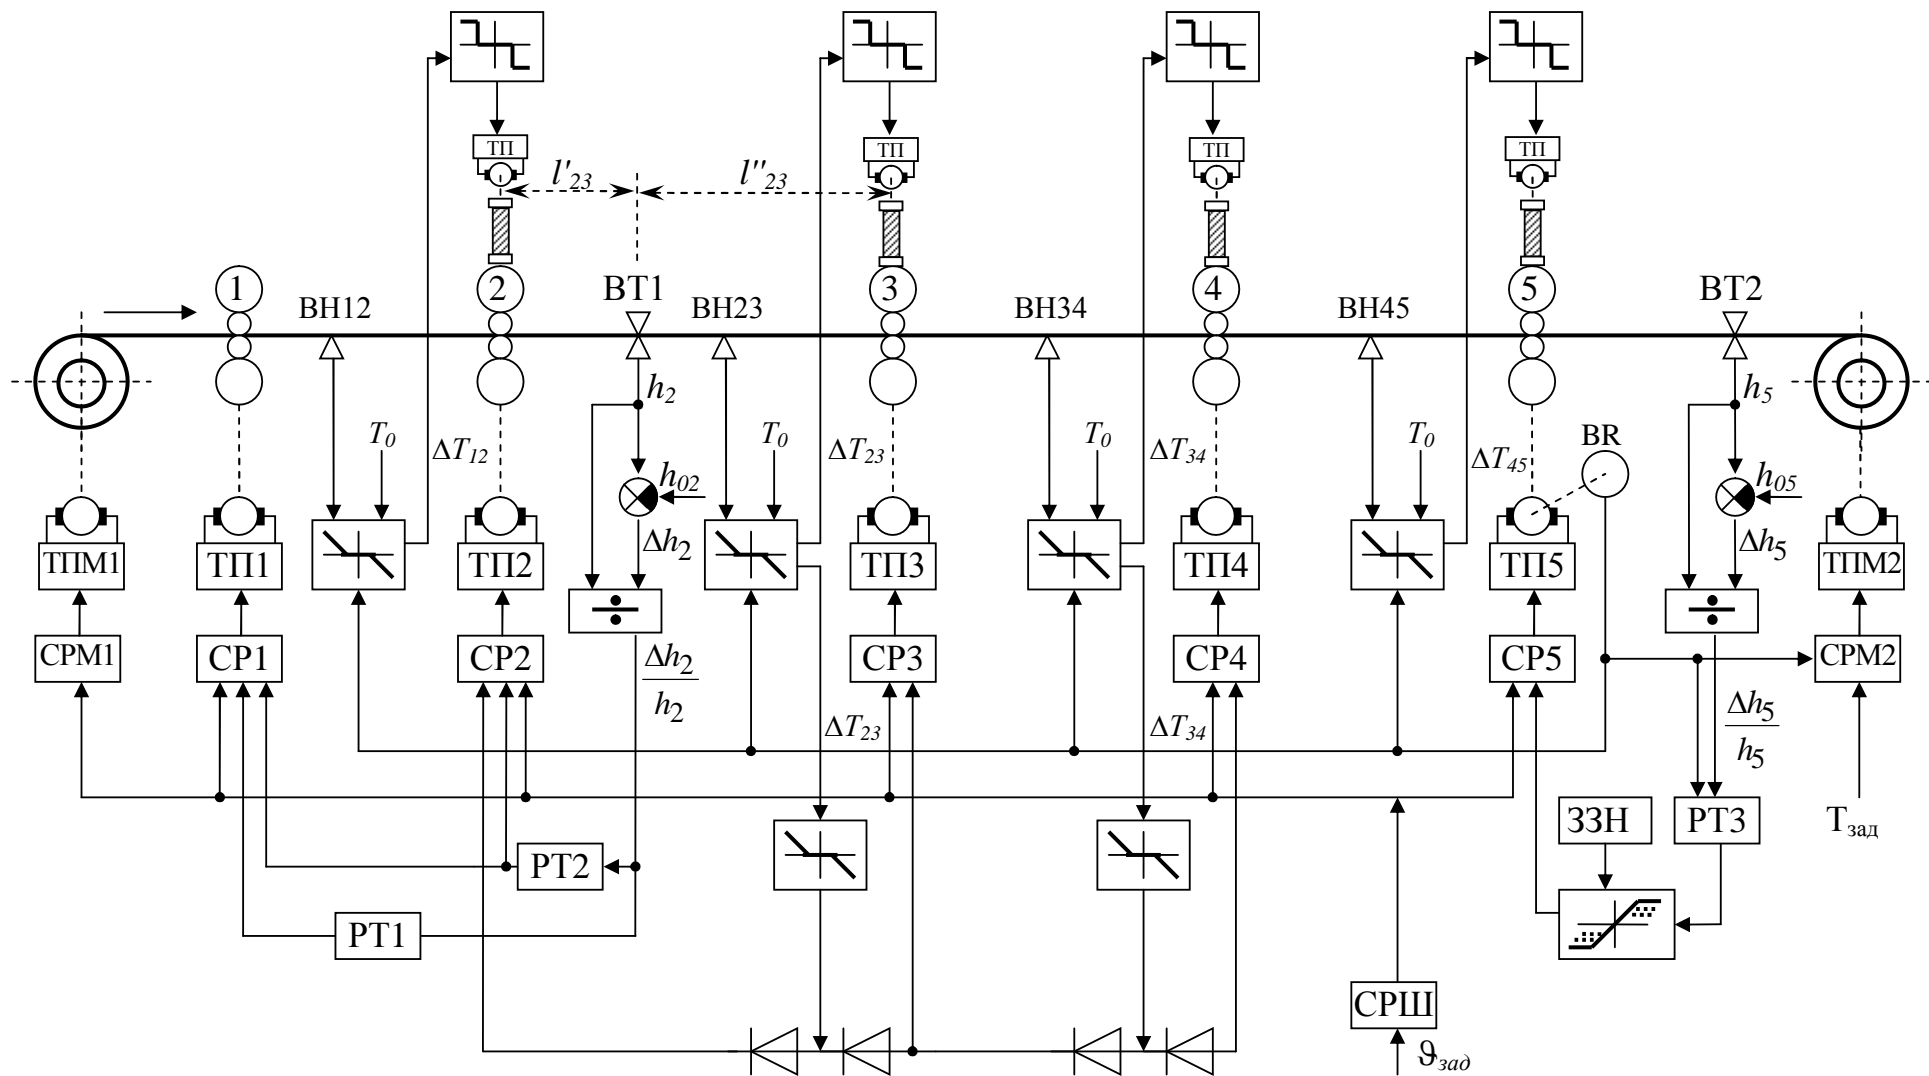 ТП
ТП
ТП
ТП
l'23
l''23
1
2
3
4
5
ВН12
ВТ1
ВН23
ВН34
ВН45
ВТ2
h2
h5
T0
ΔT12
T0
ΔT23
T0
ΔT34
T0
ΔT45
BR
h02
h05
Δh2
Δh5
ТПМ1
ТП1
ТП2
ТП3
ТП4
ТП5
ТПМ2
÷
÷
СРМ1
СР1
СР2
СР3
СР4
СР5
СРМ2
Δh2
h2
Δh5
h5
ΔT23
ΔT34
ЗЗН
РТ3
Тзад
РТ2
РТ1
СРШ
ϑзад